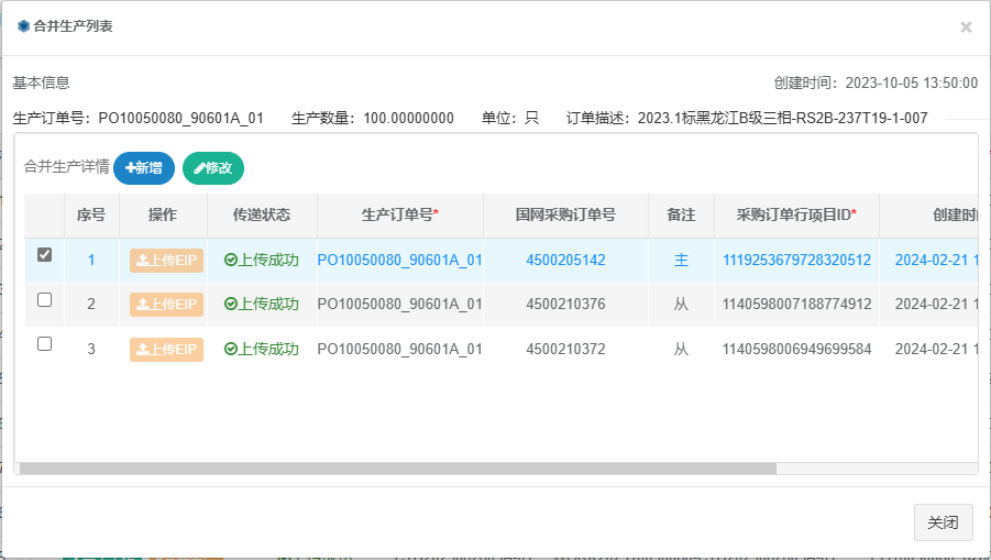 合并生产列表 ×
基本信息 创建时间：2023-10-05 13:50:00
生产订单号：PO10050080_90601A_01 生产数量：100.00000000 单位：只 订单描述：2023.1标黑龙江B级三相-RS2B-237T19-1-007
合并生产详情 新增 修改
序号 操作 传递状态 生产订单号* 国网采购订单号 备注 采购订单行项目ID* 创建时
1 上传EIP 上传成功 PO10050080_90601A_01 4500205142 主 1119253679728320512 2024-02-21 1
2 上传EIP 上传成功 PO10050080_90601A_01 4500210376 从 1140598007188774912 2024-02-21 1
3 上传EIP 上传成功 PO10050080_90601A_01 4500210372 从 1140598006949699584 2024-02-21 1
关闭